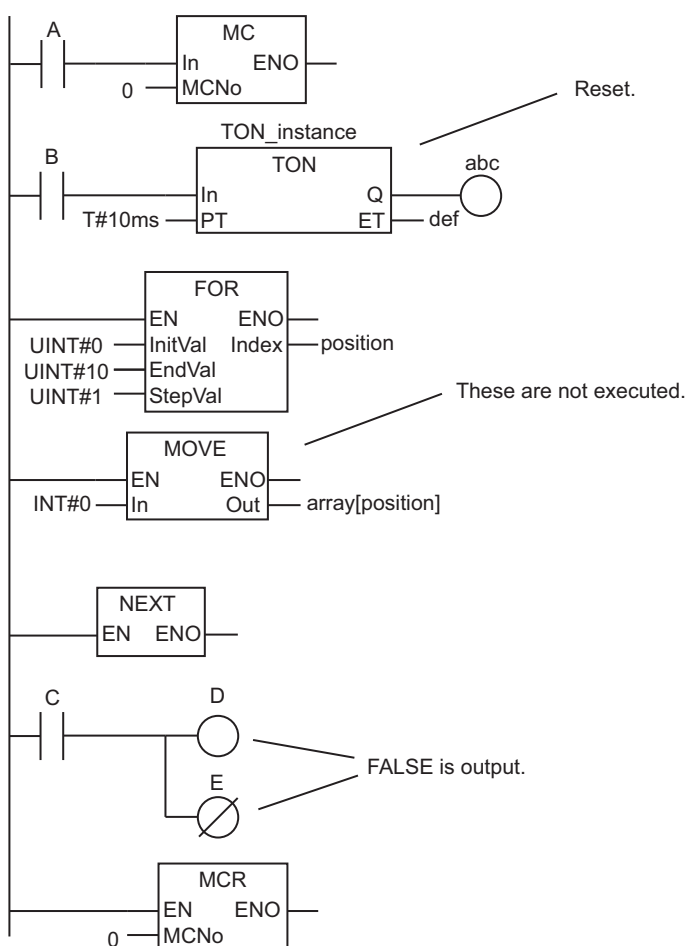 A
MC
In ENO
0 MCNo
Reset.
TON_instance
B
TON
abc
In Q
T#10ms PT ET def
FOR
EN ENO
UINT#0 InitVal Index position
UINT#10 EndVal
UINT#1 StepVal
These are not executed.
MOVE
EN ENO
INT#0 In Out array[position]
NEXT
EN ENO
C D
FALSE is output.
E
MCR
EN ENO
0 MCNo